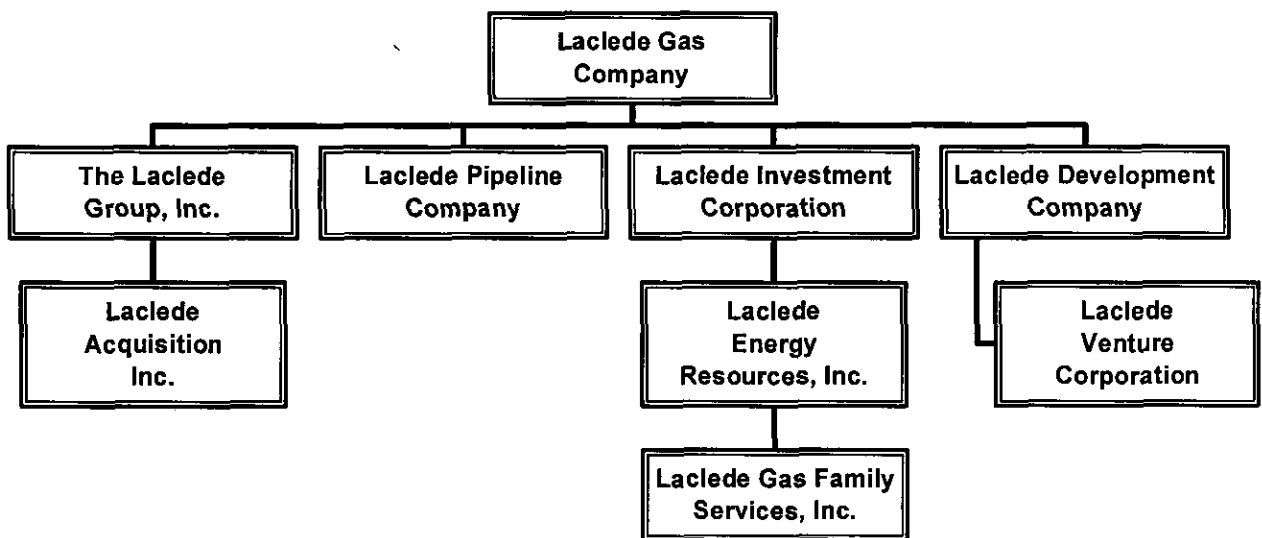 Laclede Gas
Company
The Laclede
Group, Inc.
Laclede Pipeline
Company
Laclede Investment
Corporation
Laclede Development
Company
Laclede
Acquisition
Inc.
Laclede
Energy
Resources, Inc.
Laclede
Venture
Corporation
Laclede Gas Family
Services, Inc.